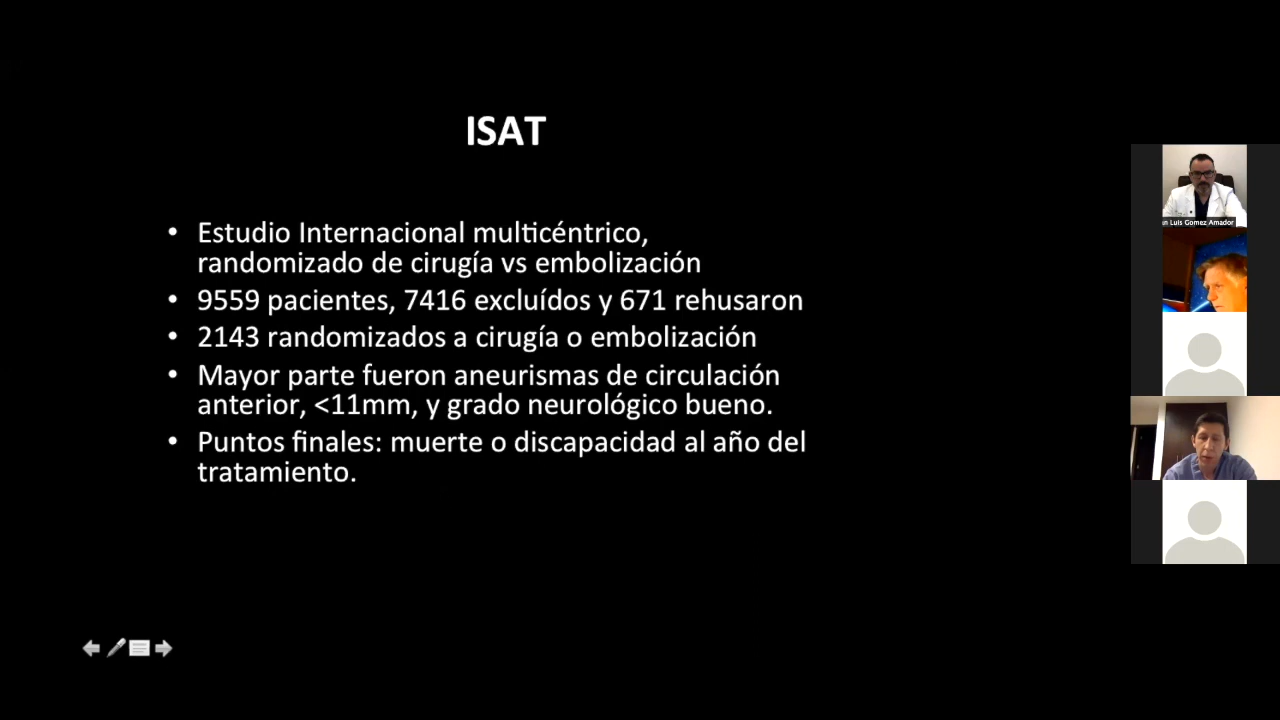 ISAT
• Estudio Internacional multicéntrico,
randomizado de cirugía vs embolización
• 9559 pacientes, 7416 excluídos y 671 rehusaron
• 2143 randomizados a cirugía o embolización
• Mayor parte fueron aneurismas de circulación
anterior, <11mm, y grado neurológico bueno.
• Puntos finales: muerte o discapacidad al año del
tratamiento.
Luis Gomez Amador